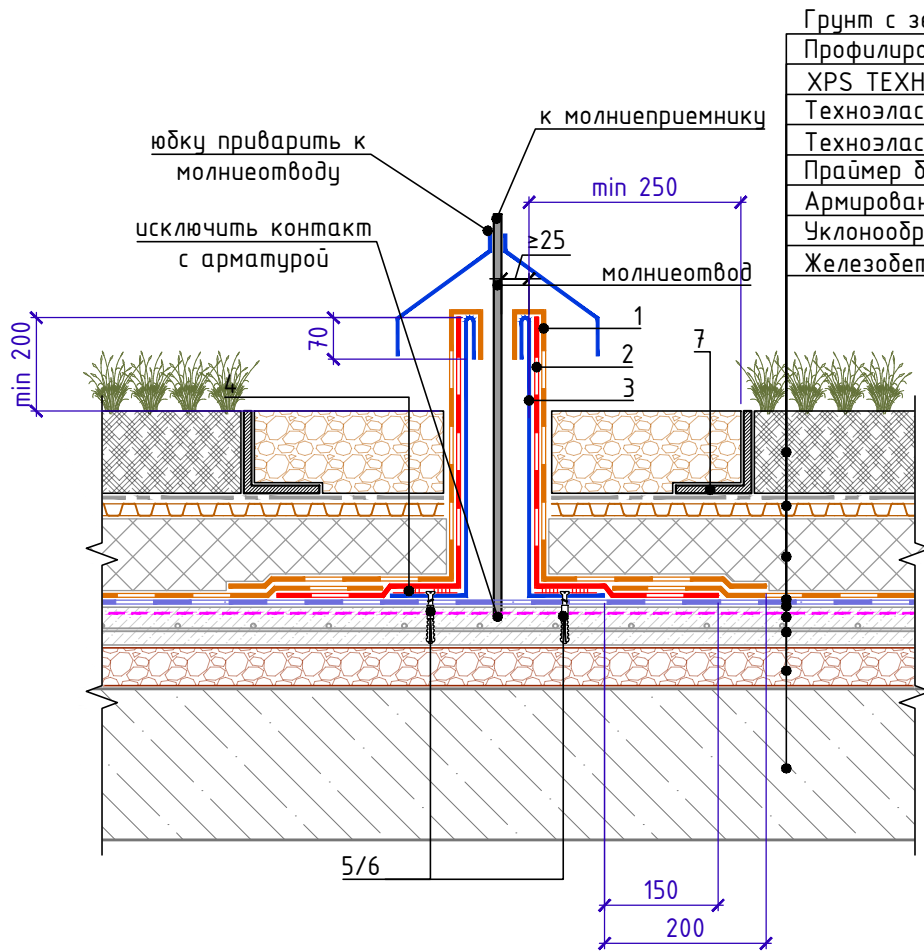 Грунт с
Профилиро
XPS ТЕХН
Техноэлас
Техноэлас
Праймер б
Армирован
Уклонообр
Железобет
к молниеприемнику
юбку приварить к
молниеотводу
min 250
исключить контакт
с арматурой
≥25
молниеотвод
min 200
70
1
2
3
7
4
5/6
150
200